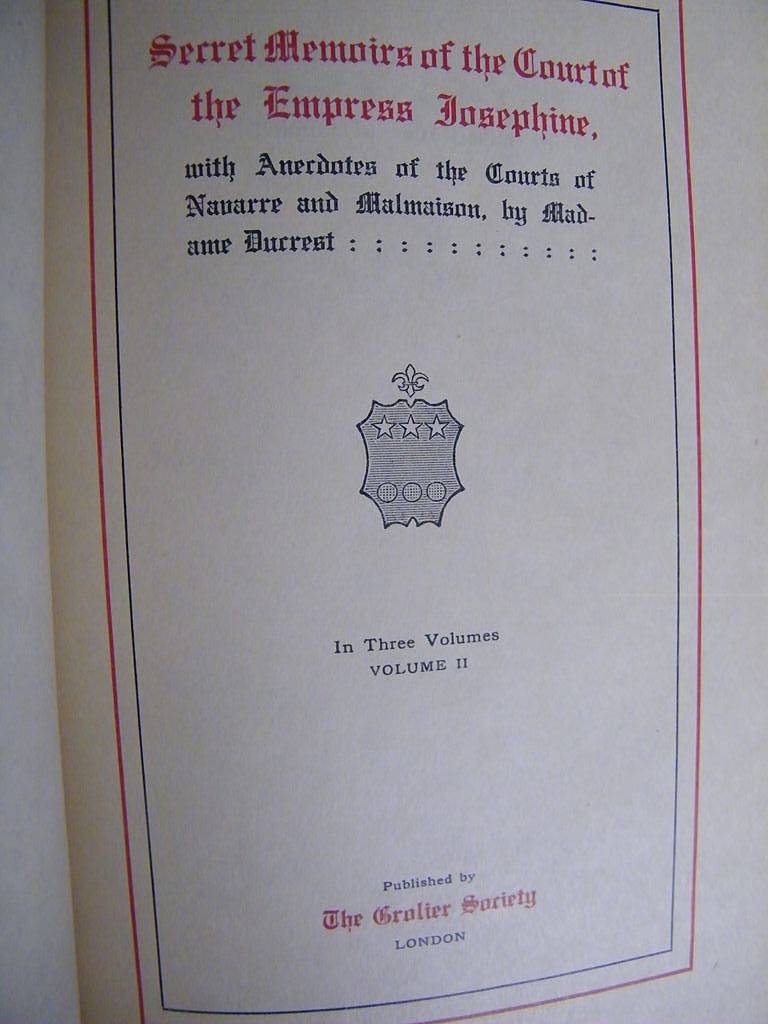 Secret Memoirs of the Court of
the Empress Josephine,
with Anecdotes of the Courts of
Navarre and Malmaison, by Mad-
ame Ducrest : : : : : : : : : : :
In Three Volumes
VOLUME II
Published by
The Grolier Society
LONDON